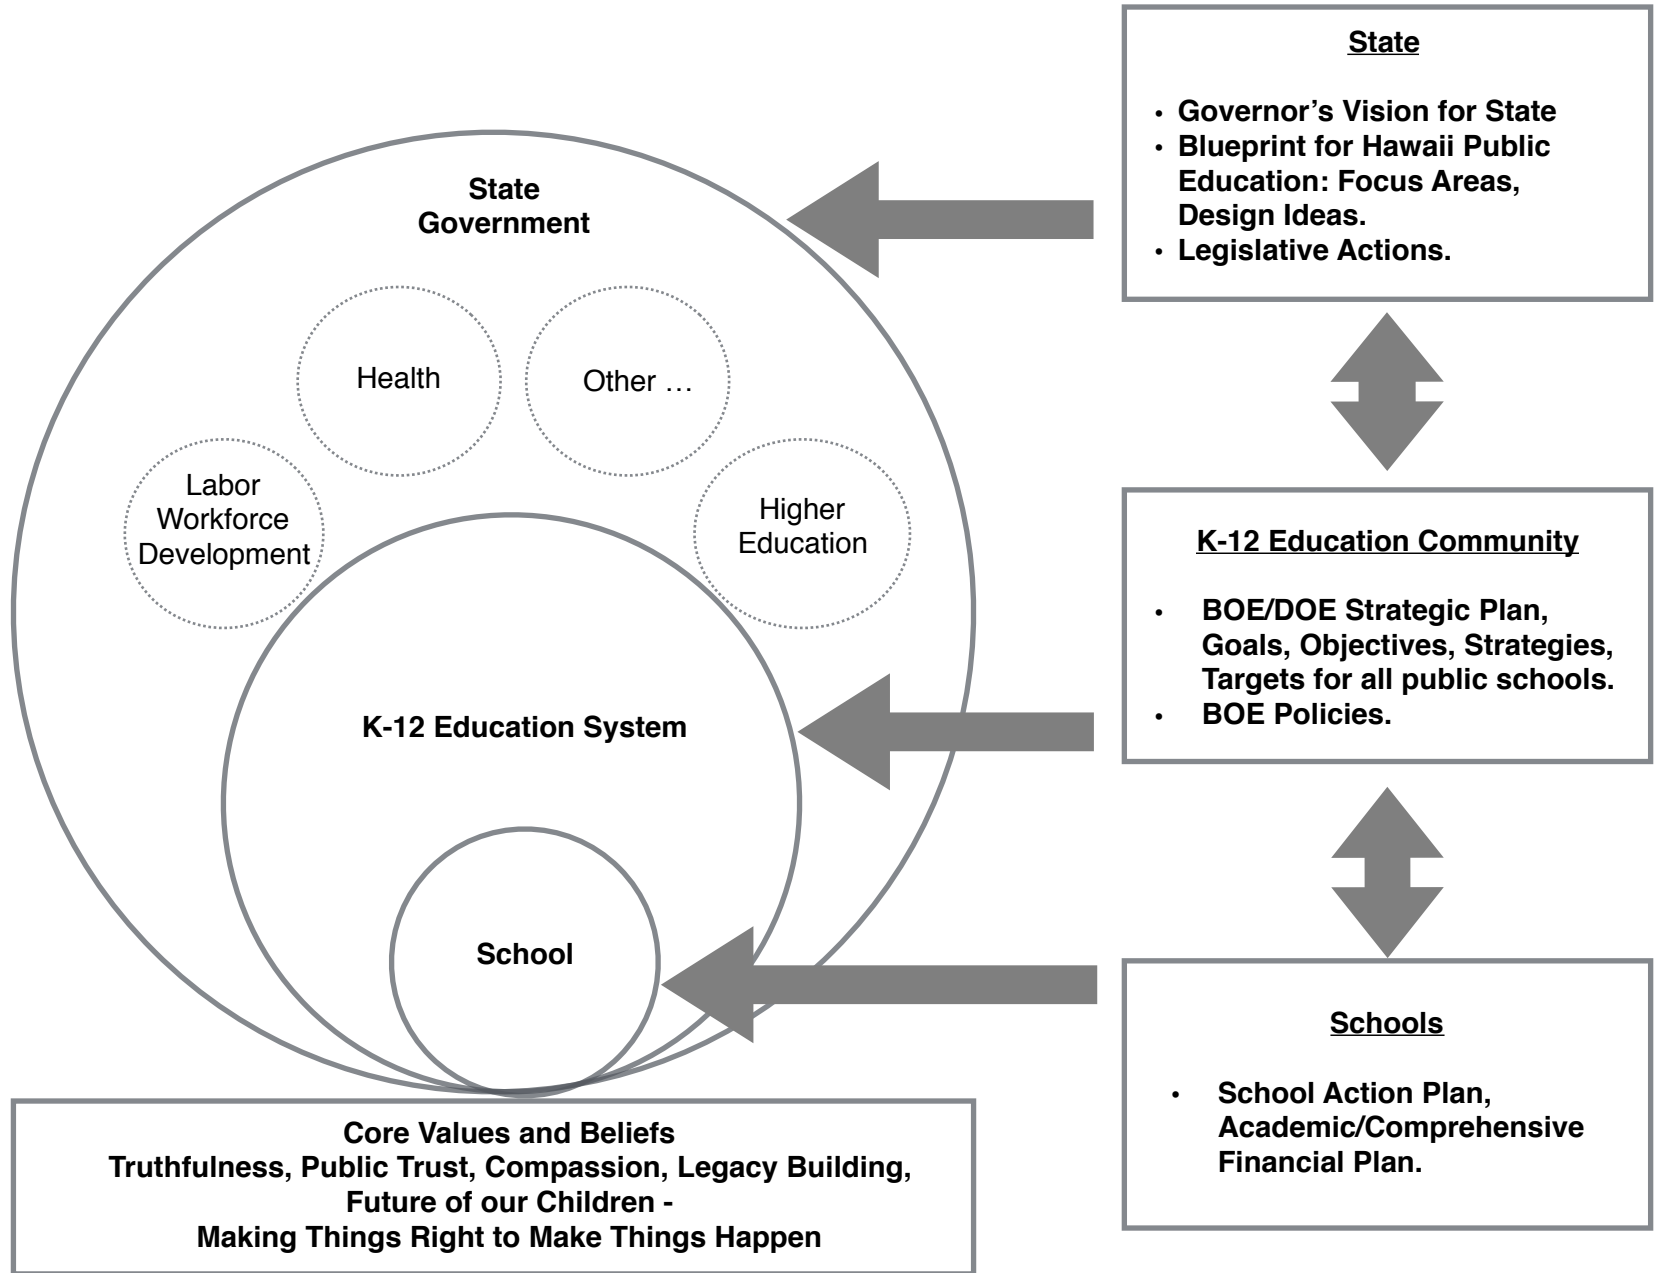 State
Government
Health
Other …
Labor
Workforce
Development
Higher
Education
K-12 Education System
School
Core Values and Beliefs
Truthfulness, Public Trust, Compassion, Legacy Building,
Future of our Children -
Making Things Right to Make Things Happen
State
• Governor’s Vision for State
• Blueprint for Hawaii Public
Education: Focus Areas,
Design Ideas.
• Legislative Actions.
K-12 Education Community
• BOE/DOE Strategic Plan,
Goals, Objectives, Strategies,
Targets for all public schools.
• BOE Policies.
Schools
• School Action Plan,
Academic/Comprehensive
Financial Plan.